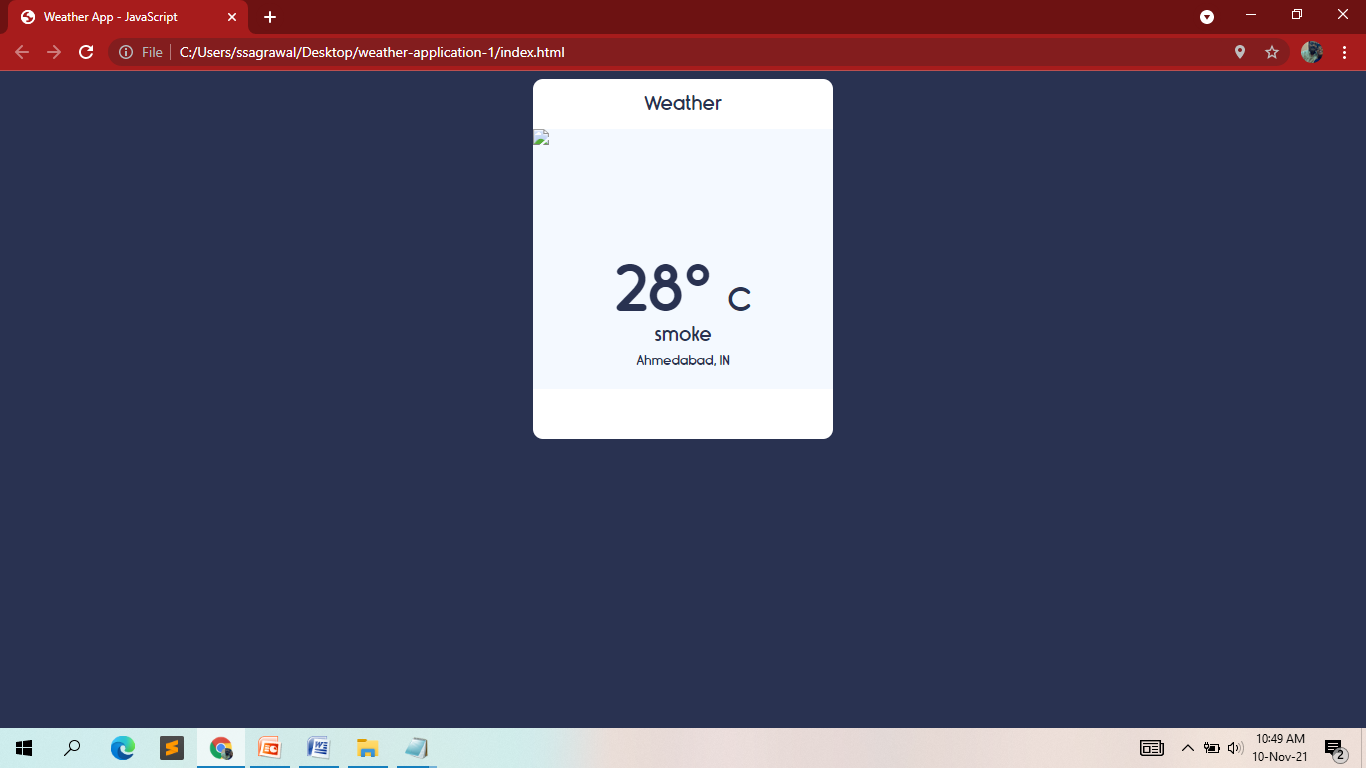 Weather App - JavaScript
File
C:/Users/ssagrawal/Desktop/weather-application-1/index.html
Weather
28° C
smoke
Ahmedabad, IN
10:49 AM
10-Nov-21
2